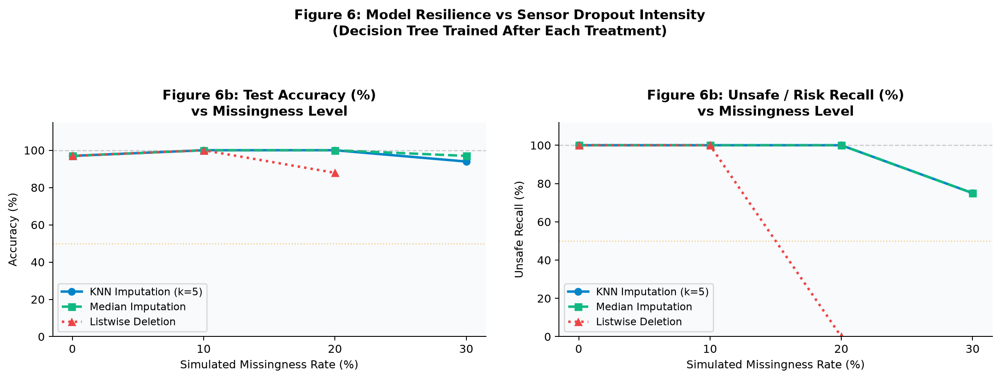 Figure 6: Model Resilience vs Sensor Dropout Intensity
(Decision Tree Trained After Each Treatment)
Figure 6b: Test Accuracy (%)
vs Missingness Level
Accuracy (%)
100
80
60
40
20
0
KNN Imputation (k=5)
Median Imputation
Listwise Deletion
0
10
20
30
Simulated Missingness Rate (%)
Figure 6b: Unsafe / Risk Recall (%)
vs Missingness Level
Unsafe Recall (%)
100
80
60
40
20
0
KNN Imputation (k=5)
Median Imputation
Listwise Deletion
0
10
20
30
Simulated Missingness Rate (%)